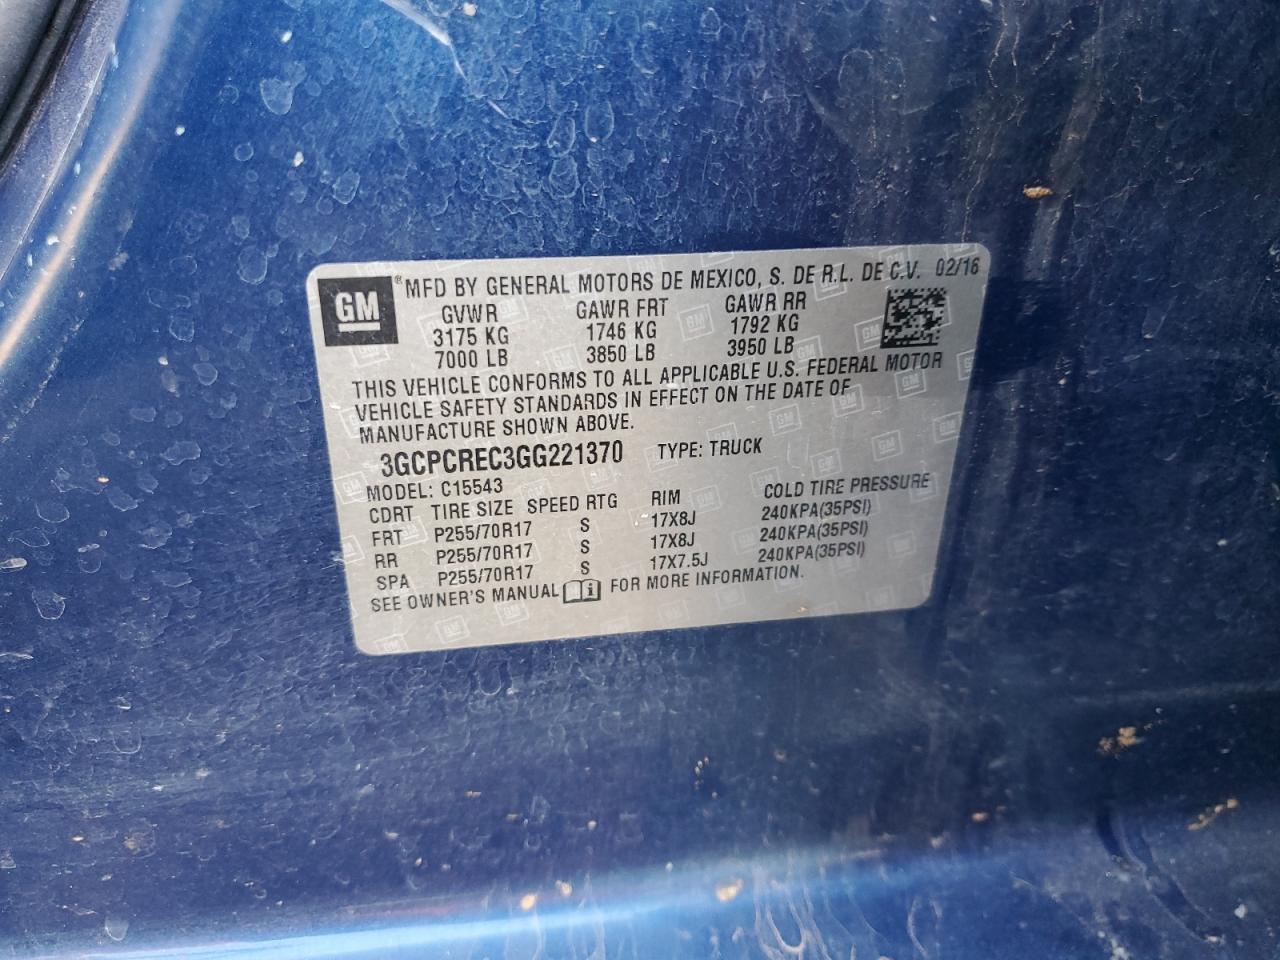 GM ® MFD BY GENERAL MOTORS DE MEXICO, S. DE R.L. DE C.V. 02/16
GVWR GAWR FRT GAWR RR
3175 KG 1746 KG 1792 KG
7000 LB 3850 LB 3950 LB
THIS VEHICLE CONFORMS TO ALL APPLICABLE U.S. FEDERAL MOTOR
VEHICLE SAFETY STANDARDS IN EFFECT ON THE DATE OF
MANUFACTURE SHOWN ABOVE.
3GCPCREC3GG221370 TYPE: TRUCK
MODEL: C15543
CDRT TIRE SIZE SPEED RTG RIM COLD TIRE PRESSURE
FRT P255/70R17 S 17X8J 240KPA(35PSI)
RR P255/70R17 S 17X8J 240KPA(35PSI)
SPA P255/70R17 S 17X7.5J 240KPA(35PSI)
SEE OWNER'S MANUAL i FOR MORE INFORMATION.